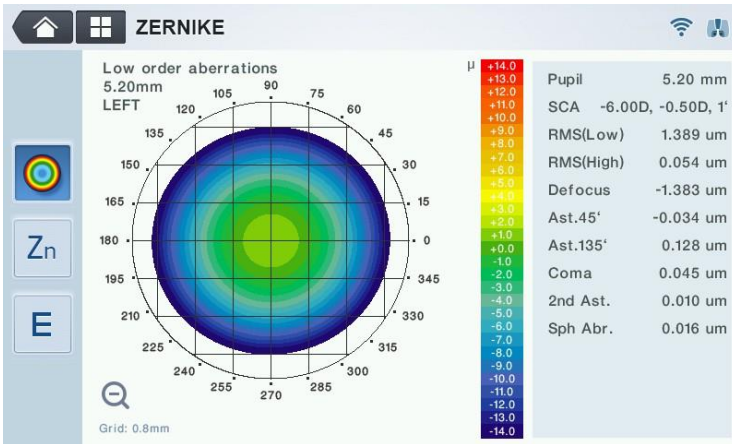 ZERNIKE
Low order aberrations
5.20mm
LEFT
90
105
75
120
60
135
45
150
30
165
15
180
0
195
345
210
330
225
315
240
300
255
285
270
Grid: 0.8mm
Zn
E
μ
+14.0
+13.0
+12.0
+11.0
+10.0
+9.0
+8.0
+7.0
+6.0
+5.0
+4.0
+3.0
+2.0
+1.0
+0.0
-1.0
-2.0
-3.0
-4.0
-5.0
-6.0
-7.0
-8.0
-9.0
-10.0
-11.0
-12.0
-13.0
-14.0
Pupil 5.20 mm
SCA -6.00D, -0.50D, 1°
RMS(Low) 1.389 um
RMS(High) 0.054 um
Defocus -1.383 um
Ast.45° -0.034 um
Ast.135° 0.128 um
Coma 0.045 um
2nd Ast. 0.010 um
Sph Abr. 0.016 um